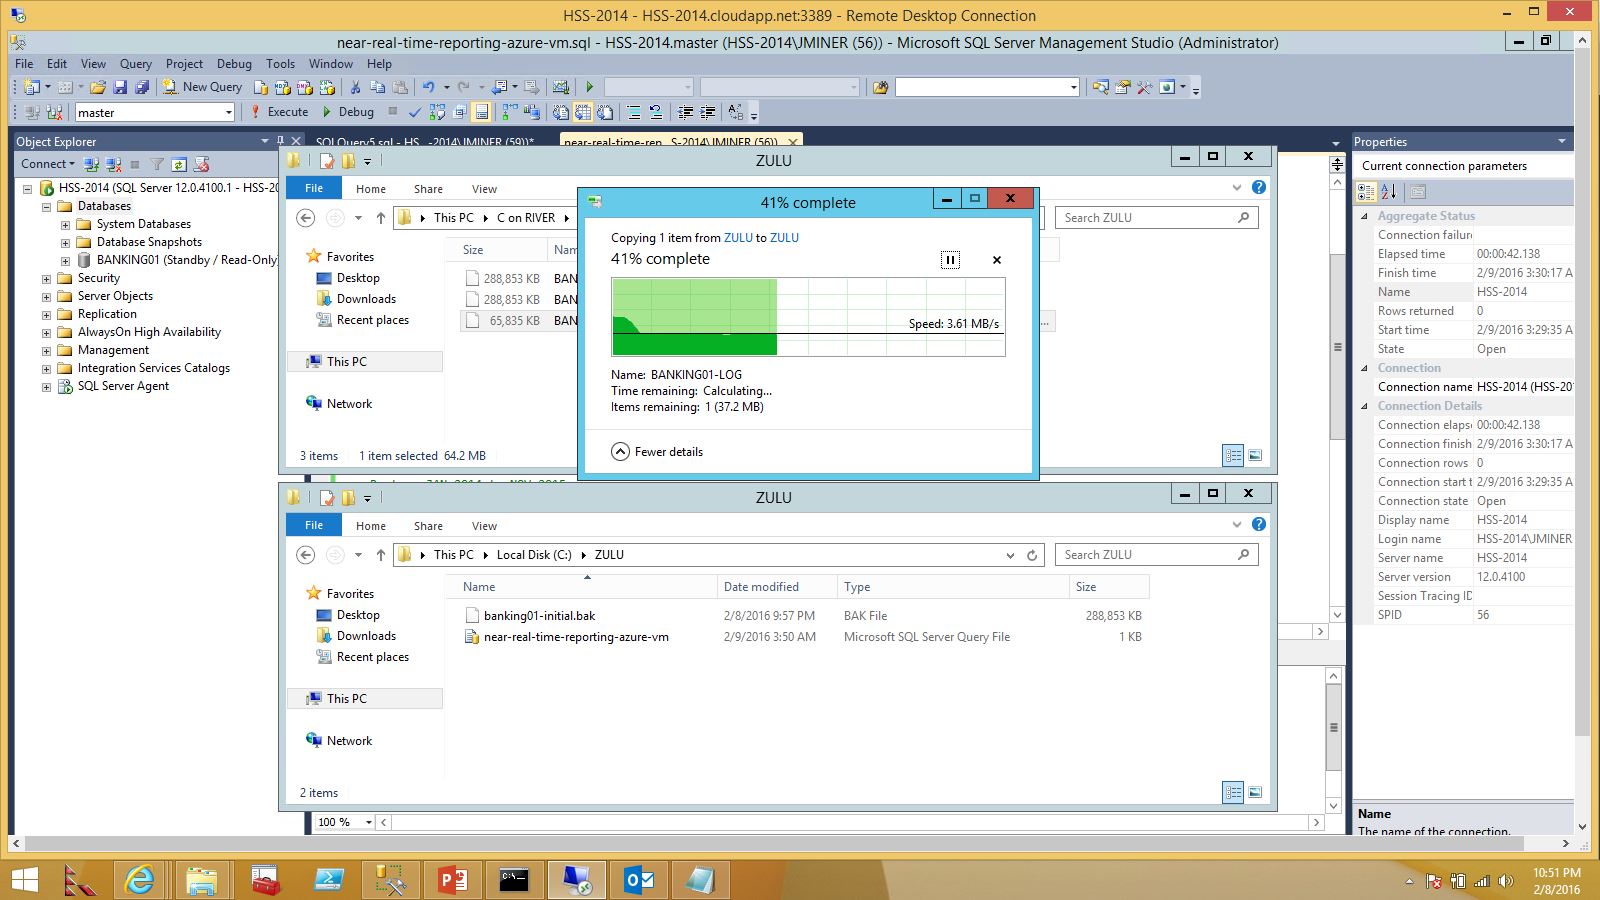 HSS-2014 - HSS-2014.cloudapp.net:3389 - Remote Desktop Connection
near-real-time-reporting-azure-vm.sql - HSS-2014.master (HSS-2014\JMINER (56)) - Microsoft SQL Server Management Studio (Administrator)
File Edit View Query Project Debug Tools Window Help
New Query
master Execute Debug
Object Explorer
SQLQuery5.sql - HS...-2014\JMINER (59))*
near-real-time-rep...S-2014\JMINER (56))
Connect
HSS-2014 (SQL Server 12.0.4100.1 - HSS-20
Databases
System Databases
Database Snapshots
BANKING01 (Standby / Read-Only
Security
Server Objects
Replication
AlwaysOn High Availability
Management
Integration Services Catalogs
SQL Server Agent
ZULU
File Home Share View
This PC C on RIVER
Search ZULU
Favorites
Desktop
Downloads
Recent places
This PC
Network
Size Nam
288,853 KB BAN
288,853 KB BAN
65,835 KB BAN
...
3 items 1 item selected 64.2 MB
41% complete
Copying 1 item from ZULU to ZULU
41% complete
Speed: 3.61 MB/s
Name: BANKING01-LOG
Time remaining: Calculating...
Items remaining: 1 (37.2 MB)
Fewer details
ZULU
File Home Share View
This PC Local Disk (C:) ZULU
Search ZULU
Favorites
Desktop
Downloads
Recent places
This PC
Network
Name Date modified Type Size
banking01-initial.bak 2/8/2016 9:57 PM BAK File 288,853 KB
near-real-time-reporting-azure-vm 2/9/2016 3:50 AM Microsoft SQL Server Query File 1 KB
2 items
100 %
Properties
Current connection parameters
Aggregate Status
Connection failure
Elapsed time 00:00:42.138
Finish time 2/9/2016 3:30:17 A
Name HSS-2014
Rows returned 0
Start time 2/9/2016 3:29:35 A
State Open
Connection
Connection name HSS-2014 (HSS-20
Connection Details
Connection elaps 00:00:42.138
Connection finish 2/9/2016 3:30:17 A
Connection rows 0
Connection start t 2/9/2016 3:29:35 A
Connection state Open
Display name HSS-2014
Login name HSS-2014\JMINER
Server name HSS-2014
Server version 12.0.4100
Session Tracing ID
SPID 56
Name
The name of the connection.
10:51 PM
2/8/2016